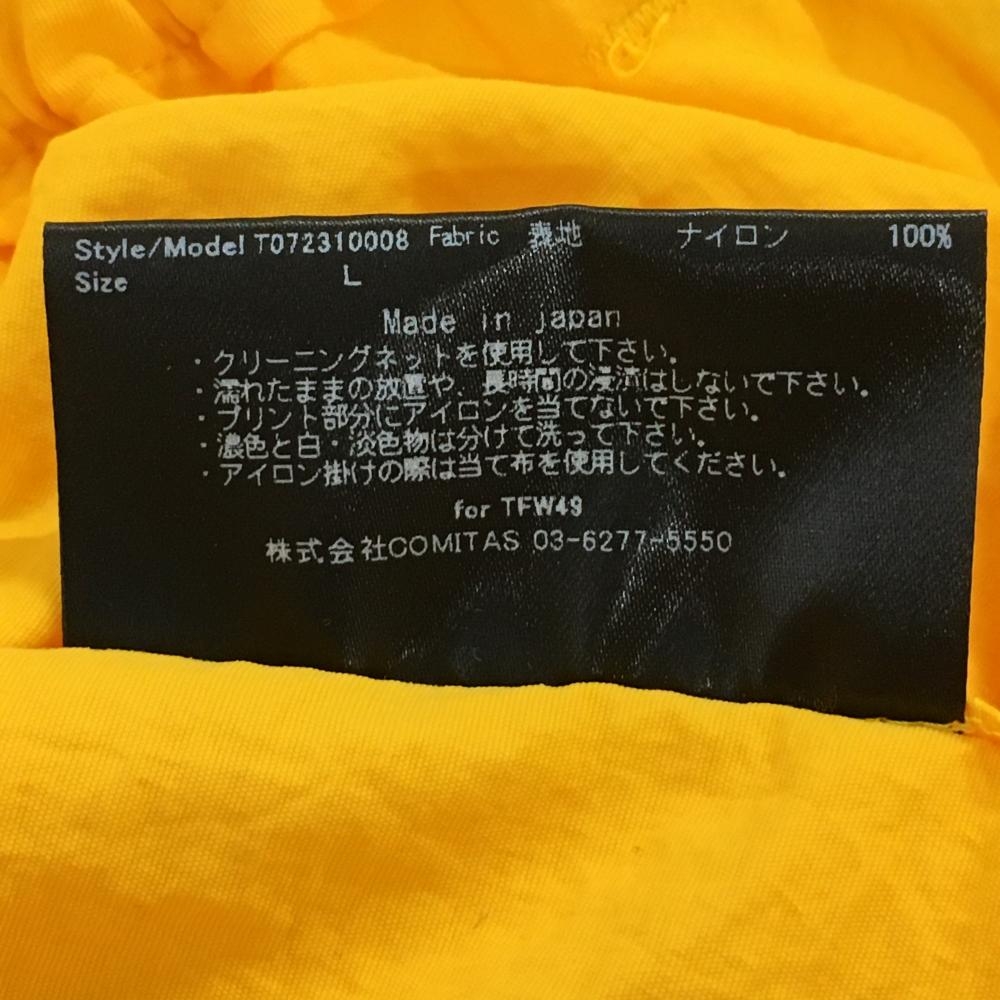 Style/Model T072310008 Fabric 表地 ナイロン 100%
Size L
Made in japan
・クリーニングネットを使用して下さい。
・濡れたままの放置や、長時間の浸漬はしないで下さい。
・プリント部分にアイロンを当てないで下さい。
・濃色と白・淡色物は分けて洗って下さい。
・アイロン掛けの際は当て布を使用してください。
for TFW49
株式会社COMITAS 03-6277-5550